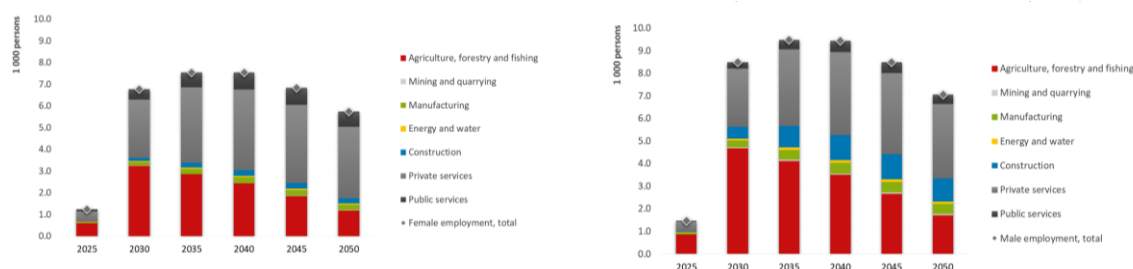 1 000 persons
10.0
9.0
8.0
7.0
6.0
5.0
4.0
3.0
2.0
1.0
0.0
2025 2030 2035 2040 2045 2050
Agriculture, forestry and fishing
Mining and quarrying
Manufacturing
Energy and water
Construction
Private services
Public services
Female employment, total
1 000 persons
10.0
9.0
8.0
7.0
6.0
5.0
4.0
3.0
2.0
1.0
0.0
2025 2030 2035 2040 2045 2050
Agriculture, forestry and fishing
Mining and quarrying
Manufacturing
Energy and water
Construction
Private services
Public services
Male employment, total